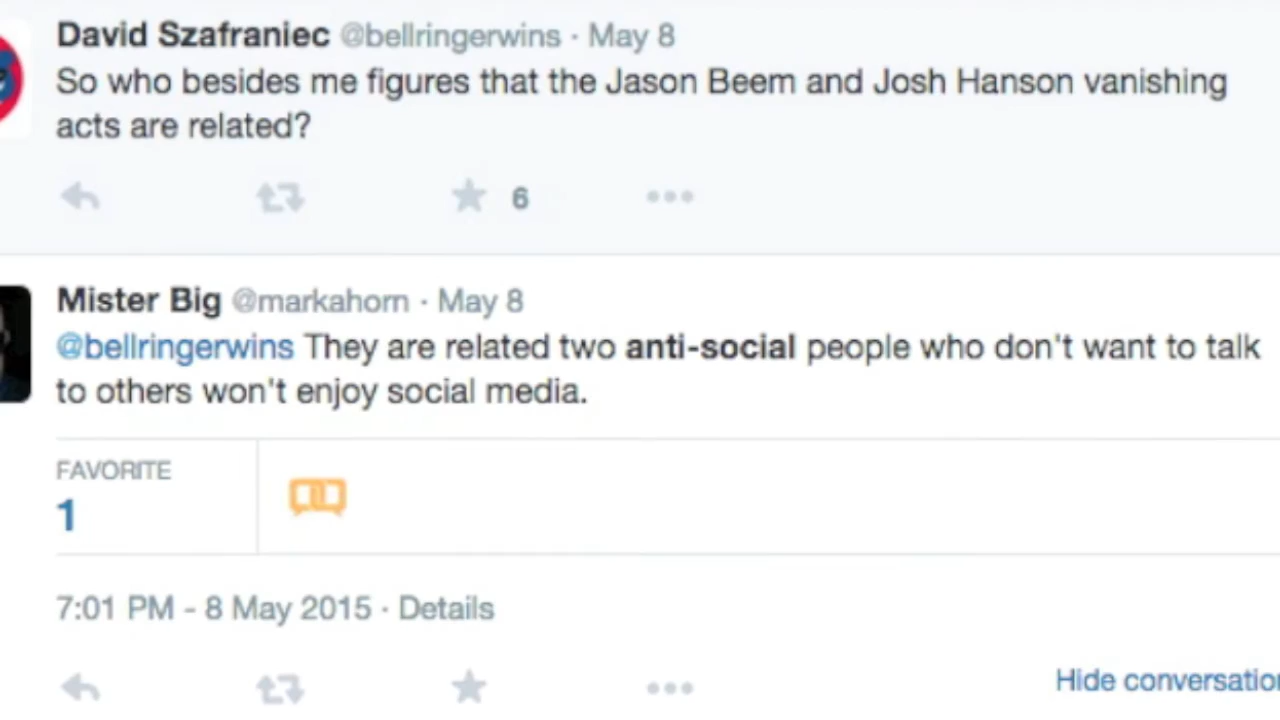 David Szafraniec @bellringerwins · May 8
So who besides me figures that the Jason Beem and Josh Hanson vanishing
acts are related?
6
Mister Big @markahorn · May 8
@bellringerwins They are related two anti-social people who don't want to talk
to others won't enjoy social media.
FAVORITE
1
7:01 PM - 8 May 2015 · Details
Hide conversation